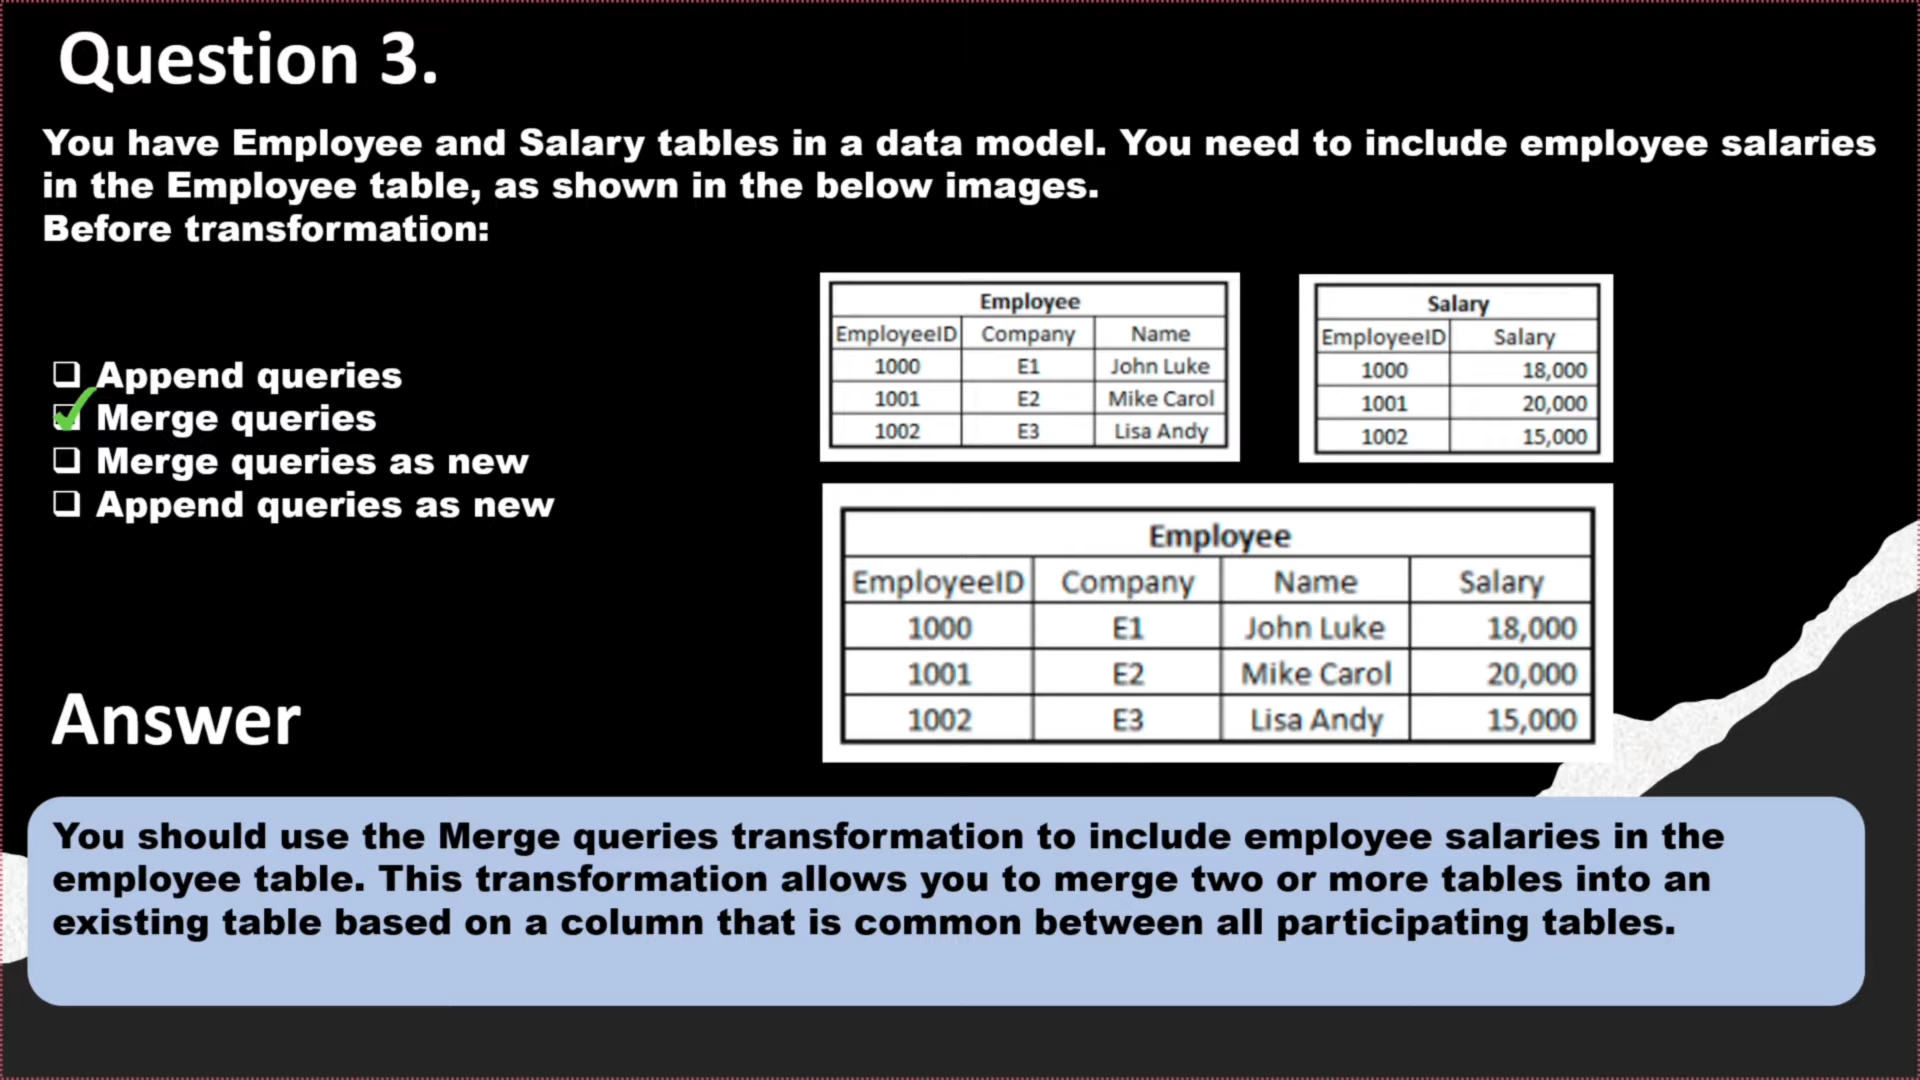 Question 3.
You have Employee and Salary tables in a data model. You need to include employee salaries
in the Employee table, as shown in the below images.
Before transformation:
Append queries
Merge queries
Merge queries as new
Append queries as new
Employee
EmployeeID Company Name
1000 E1 John Luke
1001 E2 Mike Carol
1002 E3 Lisa Andy
Salary
EmployeeID Salary
1000 18,000
1001 20,000
1002 15,000
Employee
EmployeeID Company Name Salary
1000 E1 John Luke 18,000
1001 E2 Mike Carol 20,000
1002 E3 Lisa Andy 15,000
Answer
You should use the Merge queries transformation to include employee salaries in the
employee table. This transformation allows you to merge two or more tables into an
existing table based on a column that is common between all participating tables.